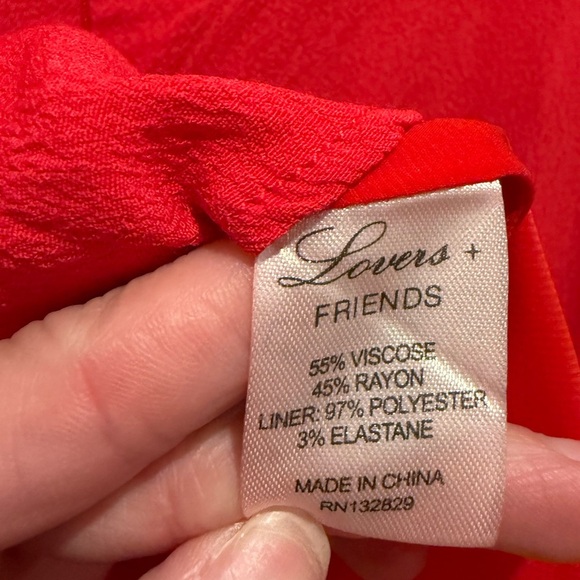 Lovers +
FRIENDS
55% VISCOSE
45% RAYON
LINER: 97% POLYESTER
3% ELASTANE
MADE IN CHINA
RN132829